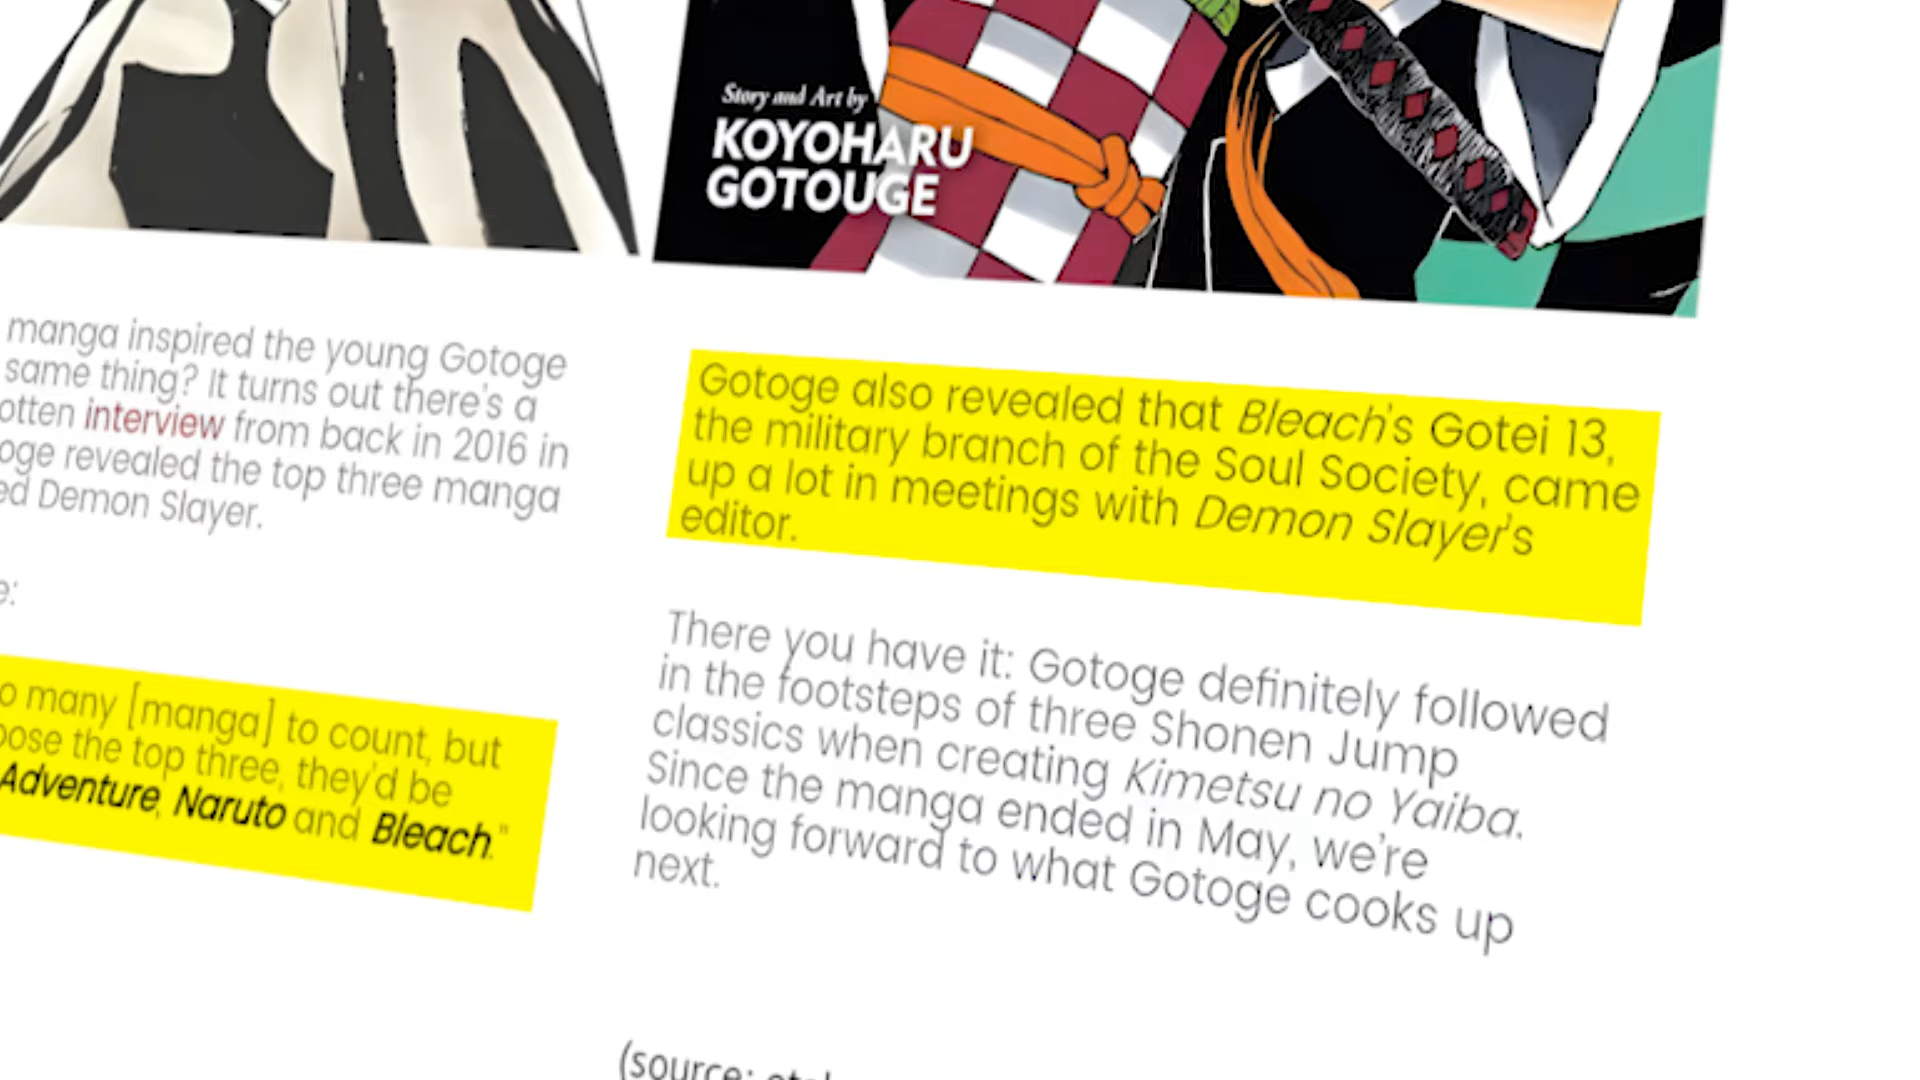 Story and Art by
KOYOHARU
GOTOUGE
manga inspired the young Gotoge
same thing? It turns out there's a
interview from back in 2016 in
revealed the top three manga
Demon Slayer.
many [manga] to count, but
the top three, they'd be
Adventure, Naruto and Bleach."
Gotoge also revealed that Bleach's Gotei 13,
the military branch of the Soul Society, came
up a lot in meetings with Demon Slayer's
editor.
There you have it: Gotoge definitely followed
in the footsteps of three Shonen Jump
classics when creating Kimetsu no Yaiba.
Since the manga ended in May, we're
looking forward to what Gotoge cooks up
next.
(source: